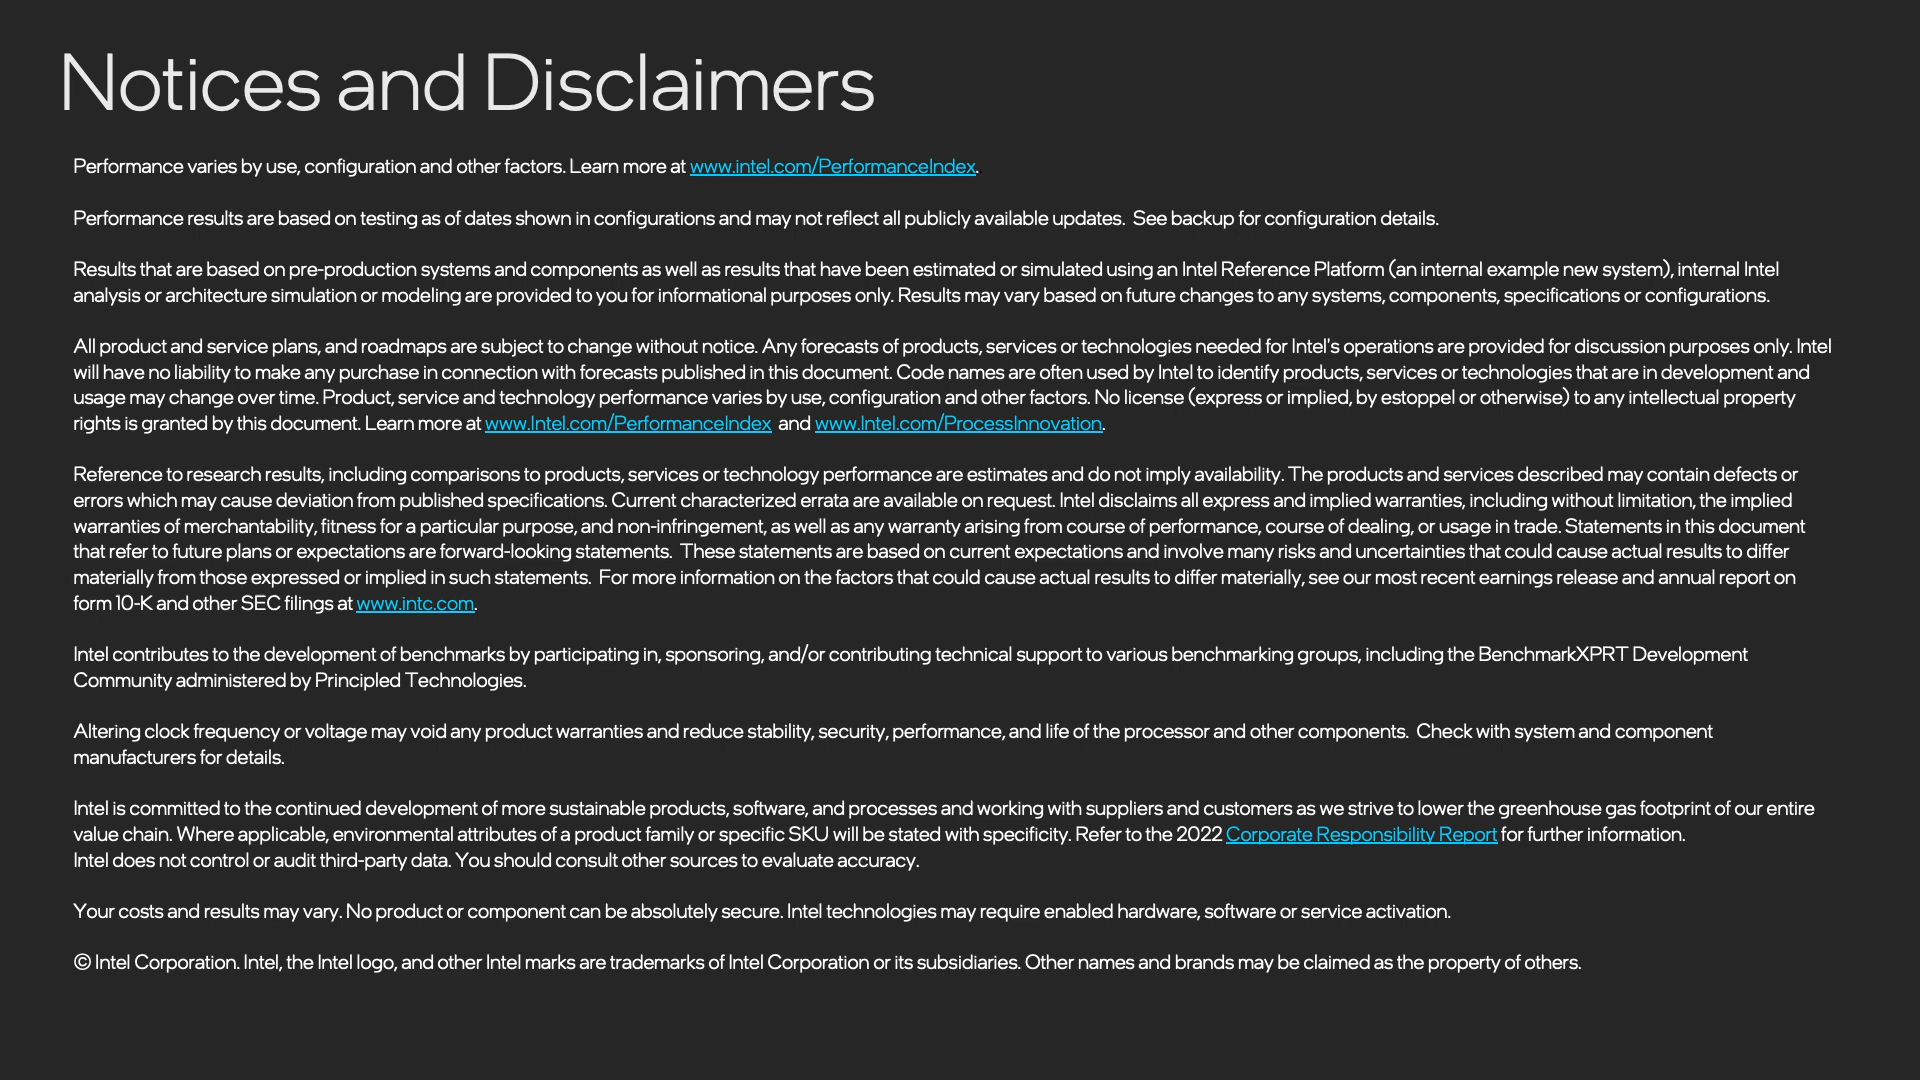 Notices and Disclaimers
Performance varies by use, configuration and other factors. Learn more at www.intel.com/PerformanceIndex.
Performance results are based on testing as of dates shown in configurations and may not reflect all publicly available updates.  See backup for configuration details.
Results that are based on pre-production systems and components as well as results that have been estimated or simulated using an Intel Reference Platform (an internal example new system), internal Intel
analysis or architecture simulation or modeling are provided to you for informational purposes only. Results may vary based on future changes to any systems, components, specifications or configurations.
All product and service plans, and roadmaps are subject to change without notice. Any forecasts of products, services or technologies needed for Intel's operations are provided for discussion purposes only. Intel
will have no liability to make any purchase in connection with forecasts published in this document. Code names are often used by Intel to identify products, services or technologies that are in development and
usage may change over time. Product, service and technology performance varies by use, configuration and other factors. No license (express or implied, by estoppel or otherwise) to any intellectual property
rights is granted by this document. Learn more at www.Intel.com/PerformanceIndex  and www.Intel.com/ProcessInnovation.
Reference to research results, including comparisons to products, services or technology performance are estimates and do not imply availability. The products and services described may contain defects or
errors which may cause deviation from published specifications. Current characterized errata are available on request. Intel disclaims all express and implied warranties, including without limitation, the implied
warranties of merchantability, fitness for a particular purpose, and non-infringement, as well as any warranty arising from course of performance, course of dealing, or usage in trade. Statements in this document
that refer to future plans or expectations are forward-looking statements.  These statements are based on current expectations and involve many risks and uncertainties that could cause actual results to differ
materially from those expressed or implied in such statements.  For more information on the factors that could cause actual results to differ materially, see our most recent earnings release and annual report on
form 10-K and other SEC filings at www.intc.com.
Intel contributes to the development of benchmarks by participating in, sponsoring, and/or contributing technical support to various benchmarking groups, including the BenchmarkXPRT Development
Community administered by Principled Technologies.
Altering clock frequency or voltage may void any product warranties and reduce stability, security, performance, and life of the processor and other components.  Check with system and component
manufacturers for details.
Intel is committed to the continued development of more sustainable products, software, and processes and working with suppliers and customers as we strive to lower the greenhouse gas footprint of our entire
value chain. Where applicable, environmental attributes of a product family or specific SKU will be stated with specificity. Refer to the 2022 Corporate Responsibility Report for further information.
Intel does not control or audit third-party data. You should consult other sources to evaluate accuracy.
Your costs and results may vary. No product or component can be absolutely secure. Intel technologies may require enabled hardware, software or service activation.
© Intel Corporation. Intel, the Intel logo, and other Intel marks are trademarks of Intel Corporation or its subsidiaries. Other names and brands may be claimed as the property of others.